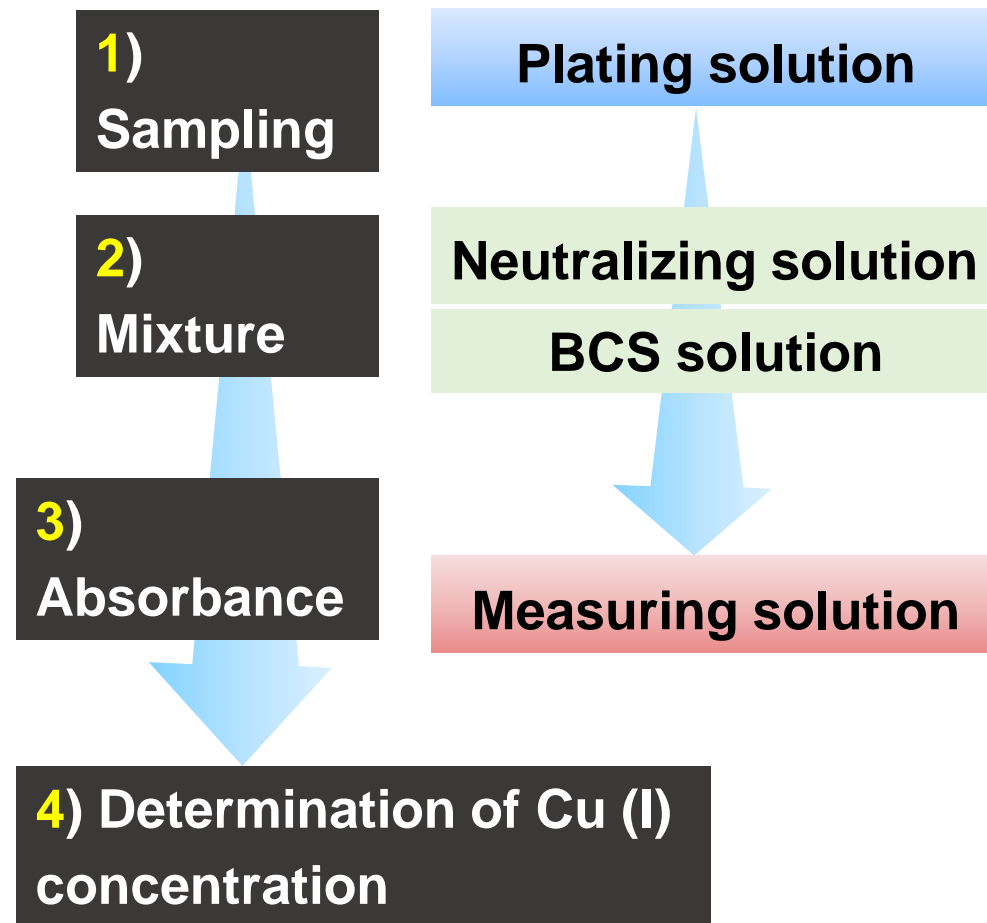 1)
Sampling
Plating solution
2)
Mixture
Neutralizing solution
BCS solution
3)
Absorbance
Measuring solution
4) Determination of Cu (I)
concentration